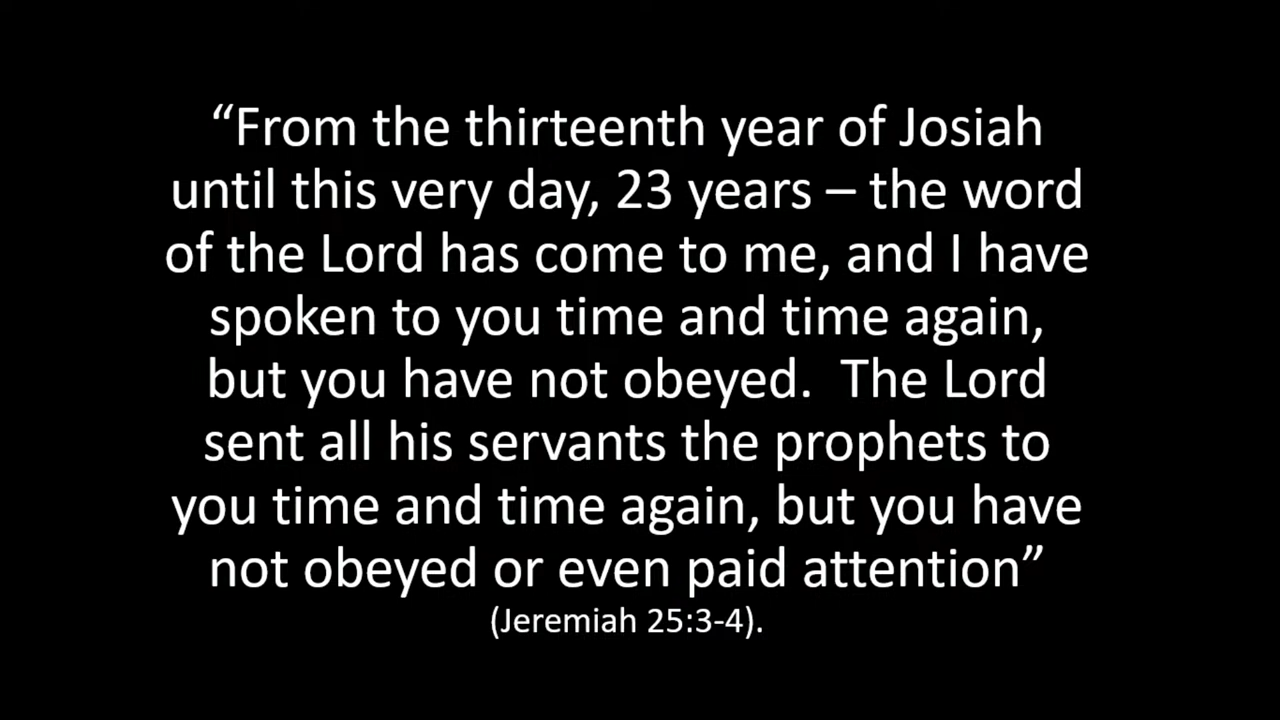 “From the thirteenth year of Josiah
until this very day, 23 years – the word
of the Lord has come to me, and I have
spoken to you time and time again,
but you have not obeyed.  The Lord
sent all his servants the prophets to
you time and time again, but you have
not obeyed or even paid attention”
(Jeremiah 25:3-4).